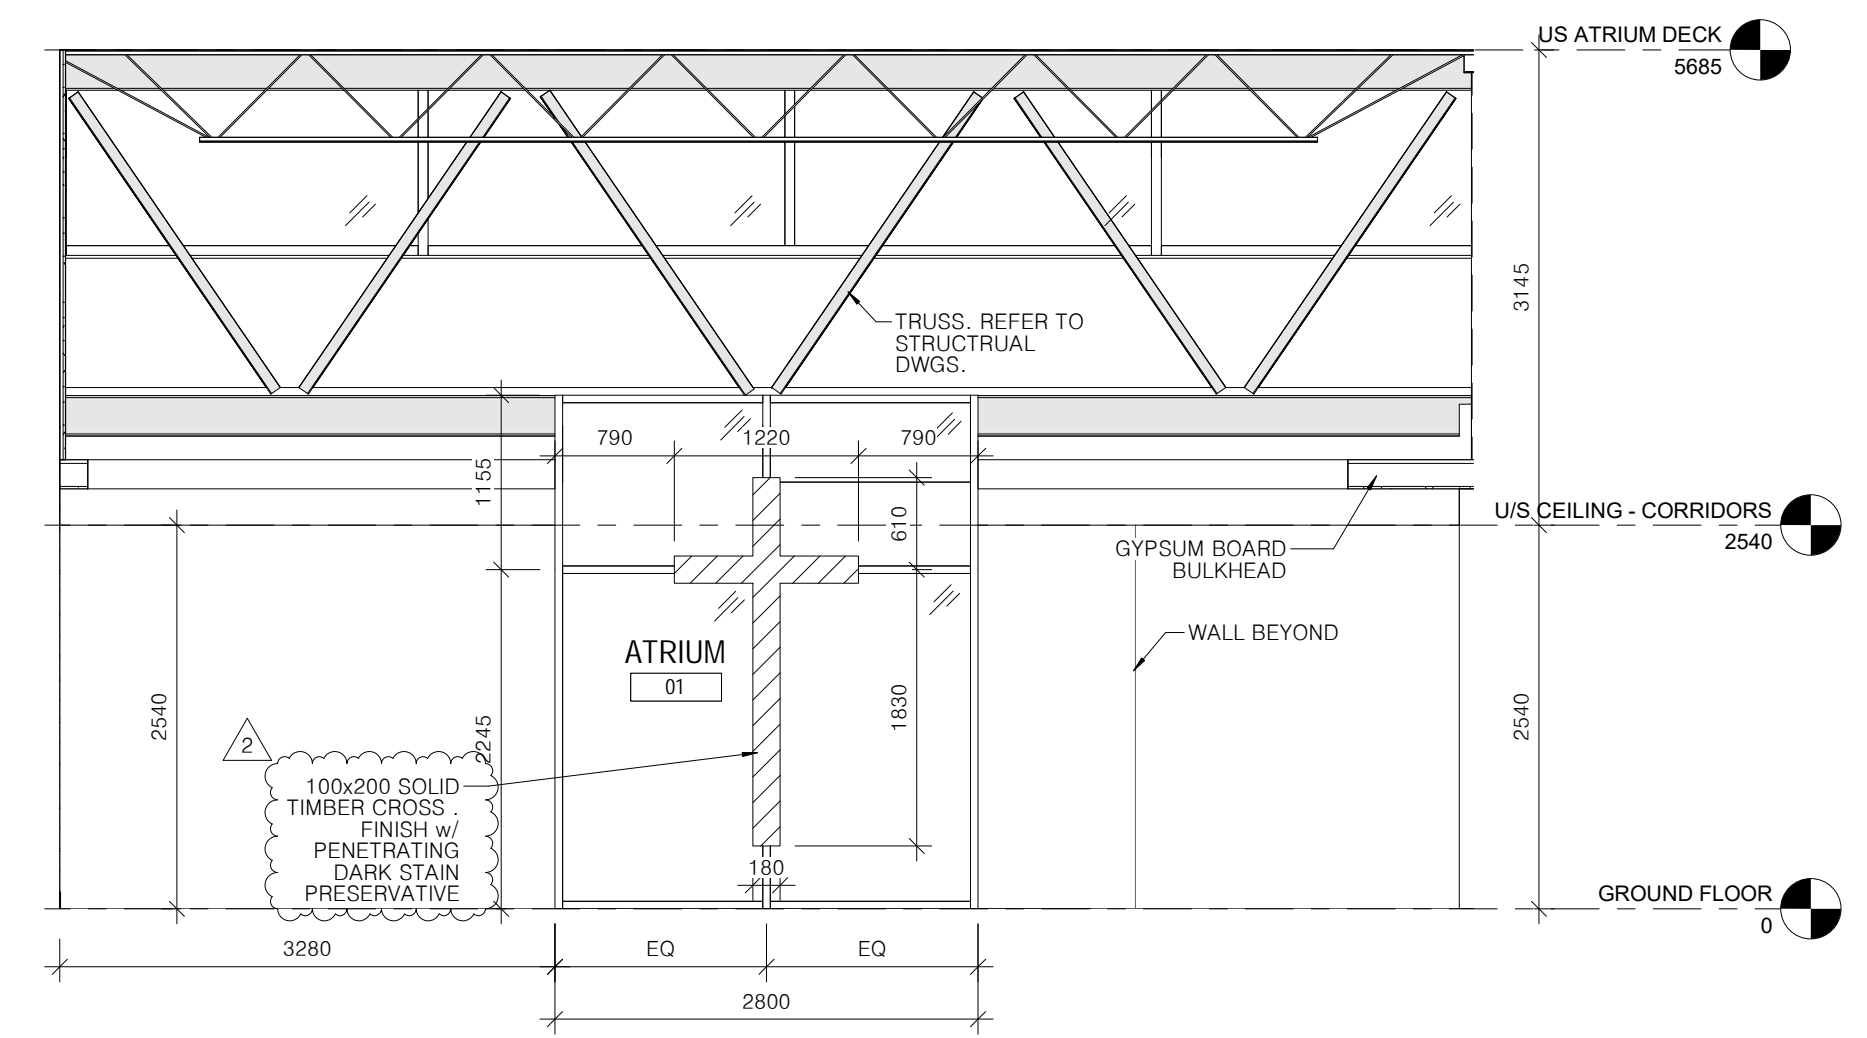 US ATRIUM DECK
5685
3145
TRUSS. REFER TO
STRUCTRUAL
DWGS.
790
1220
790
1155
610
U/S CEILING - CORRIDORS
2540
GYPSUM BOARD
BULKHEAD
WALL BEYOND
ATRIUM
01
2540
1830
2540
2245
2
100x200 SOLID
TIMBER CROSS .
FINISH w/
PENETRATING
DARK STAIN
PRESERVATIVE
180
GROUND FLOOR
0
3280
EQ
EQ
2800